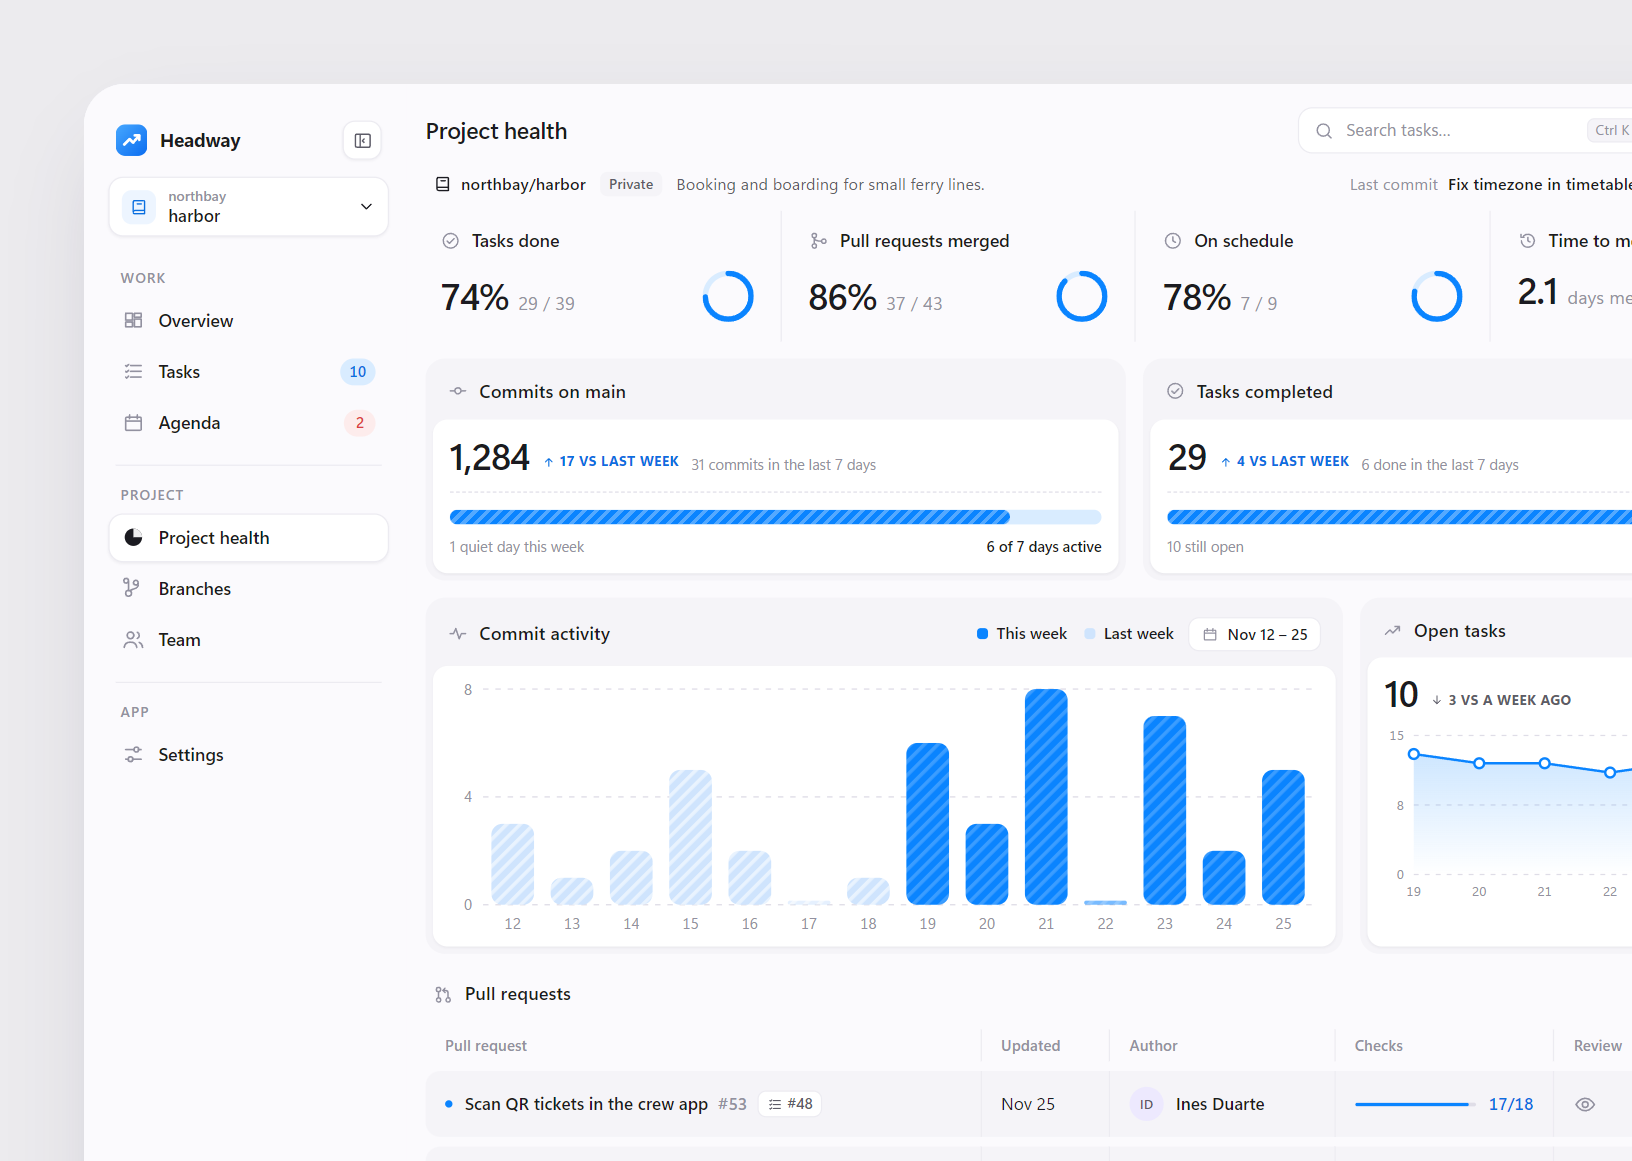 Headway
northbay
harbor
WORK
Overview
Tasks 10
Agenda 2
PROJECT
Project health
Branches
Team
APP
Settings
Project health
Search tasks... Ctrl K
northbay/harbor Private Booking and boarding for small ferry lines.
Last commit Fix timezone in timetable
Tasks done
74% 29 / 39
Pull requests merged
86% 37 / 43
On schedule
78% 7 / 9
Time to me
2.1 days me
Commits on main
1,284 ↑ 17 VS LAST WEEK 31 commits in the last 7 days
1 quiet day this week 6 of 7 days active
Tasks completed
29 ↑ 4 VS LAST WEEK 6 done in the last 7 days
10 still open
Commit activity This week Last week Nov 12 – 25
8
4
0
12 13 14 15 16 17 18 19 20 21 22 23 24 25
Open tasks
10 ↓ 3 VS A WEEK AGO
15
8
0
19 20 21 22
Pull requests
Pull request Updated Author Checks Review
Scan QR tickets in the crew app #53 #48 Nov 25 ID Ines Duarte 17/18